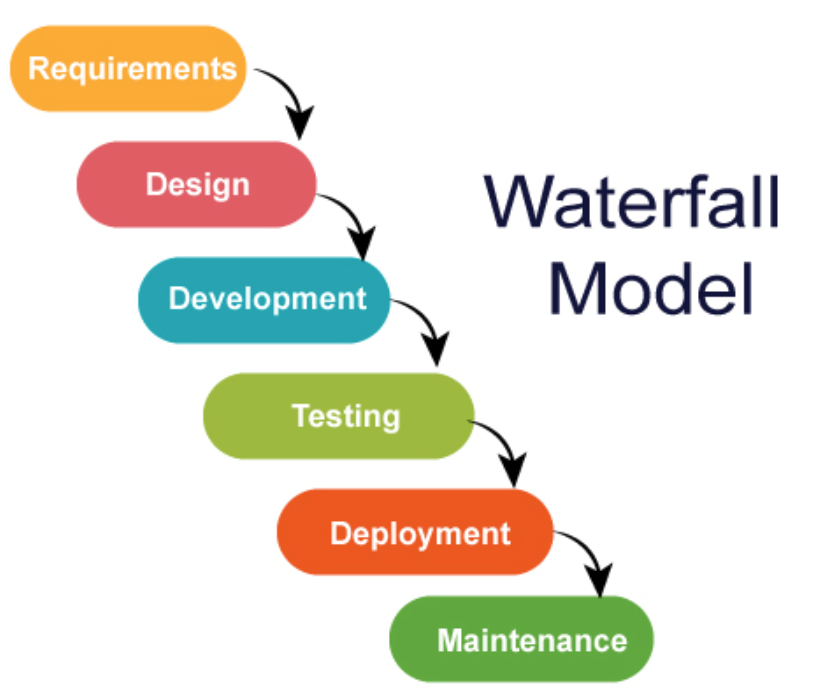 Requirements
Design
Waterfall
Model
Development
Testing
Deployment
Maintenance